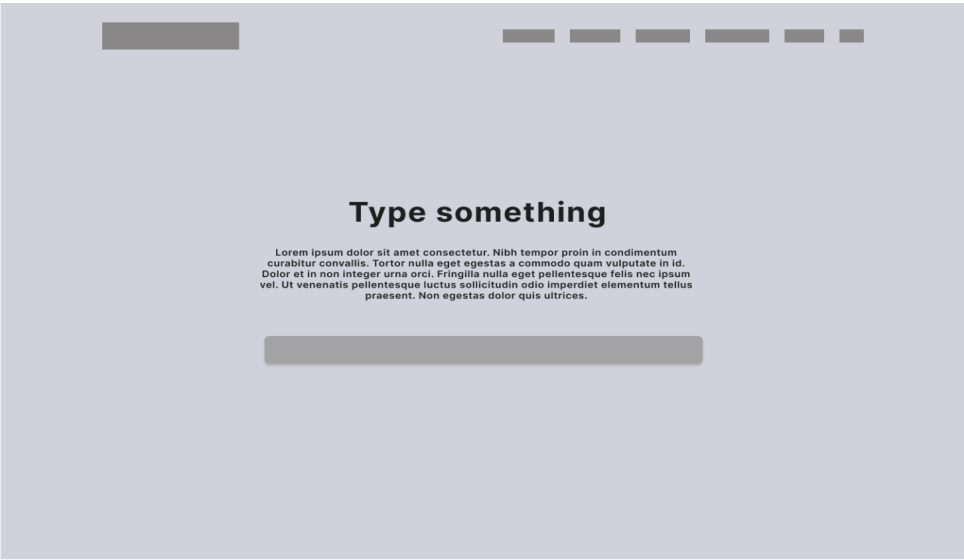 Type something
Lorem ipsum dolor sit amet consectetur. Nibh tempor proin in condimentum
curabitur convallis. Tortor nulla eget egestas a commodo quam vulputate in id.
Dolor et in non integer urna orci. Fringilla nulla eget pellentesque felis nec ipsum
vel. Ut venenatis pellentesque luctus sollicitudin odio imperdiet elementum tellus
praesent. Non egestas dolor quis ultrices.